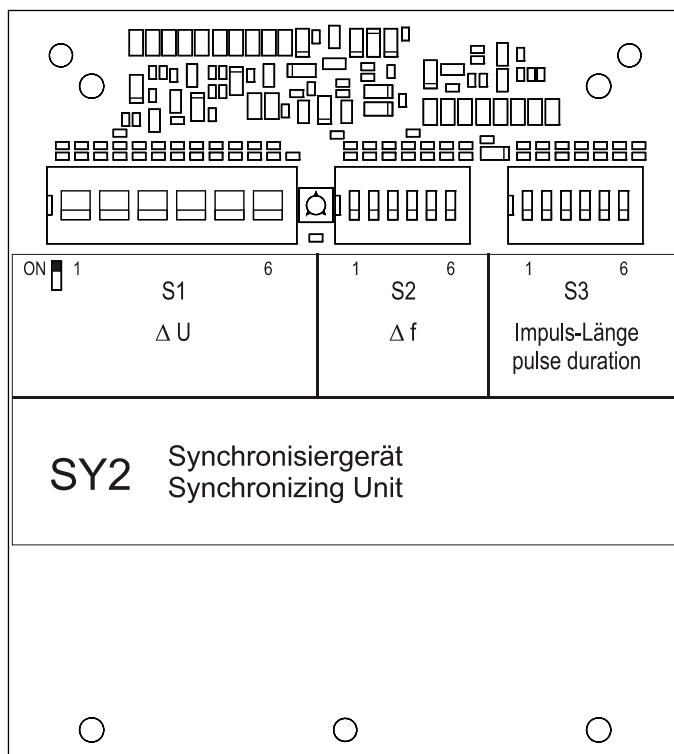 ON 1 6 1 6 1 6
S1 S2 S3
Δ U Δ f Impuls-Länge
pulse duration
SY2 Synchronisiergerät
Synchronizing Unit